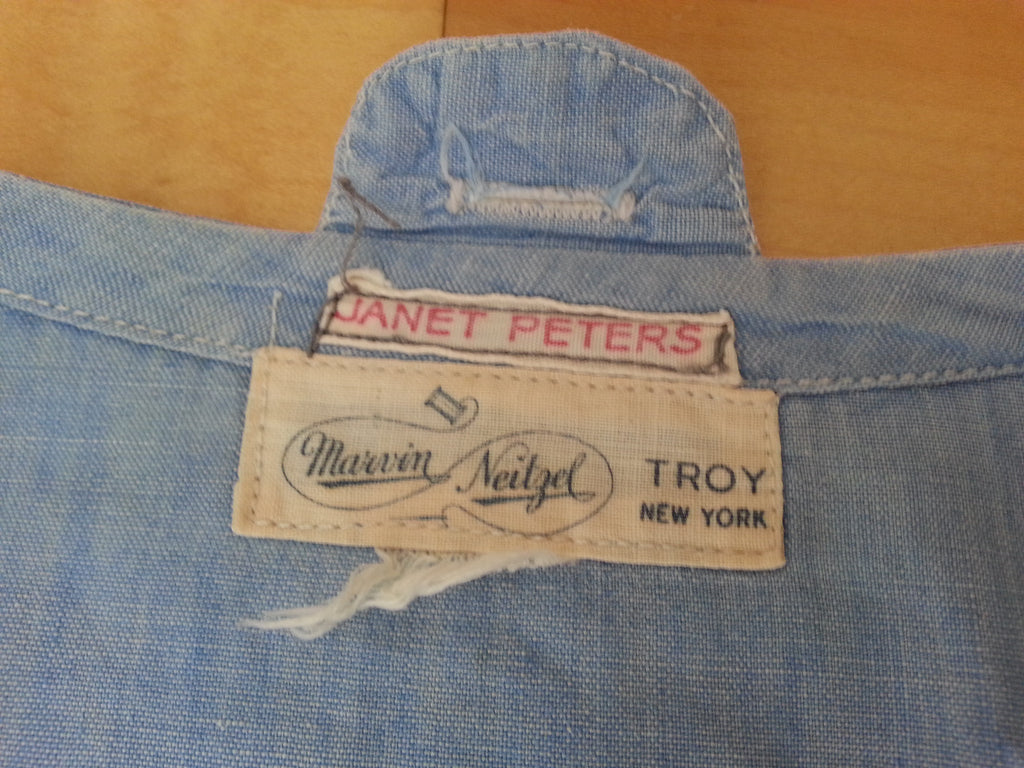 JANET PETERS
Marvin Neitzel TROY
NEW YORK